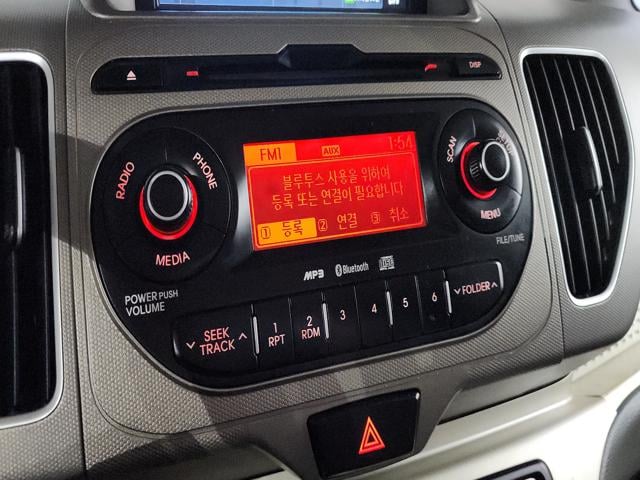 DISP
FM1 AUX 1:54
블루투스 사용을 위하여
등록 또는 연결이 필요합니다
1 등록 2 연결 3 취소
RADIO
PHONE
MEDIA
SCAN
SETUP
MENU
FILE/TUNE
MP3 Bluetooth
POWER PUSH
VOLUME
SEEK
TRACK
1
RPT
2
RDM
3
4
5
6
FOLDER